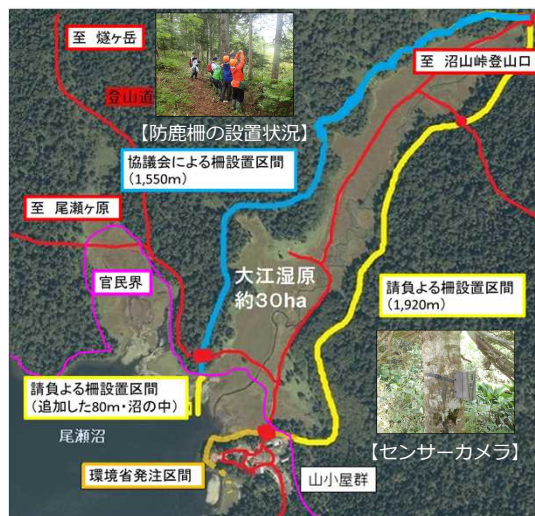 至 燧ヶ岳
登山道
【防鹿柵の設置状況】
至 沼山峠登山口
協議会による柵設置区間
（1,550m）
至 尾瀬ヶ原
官民界
大江湿原
約30ha
請負よる柵設置区間
（1,920m）
請負よる柵設置区間
（追加した80m・沼の中）
尾瀬沼
【センサーカメラ】
環境省発注区間
山小屋群